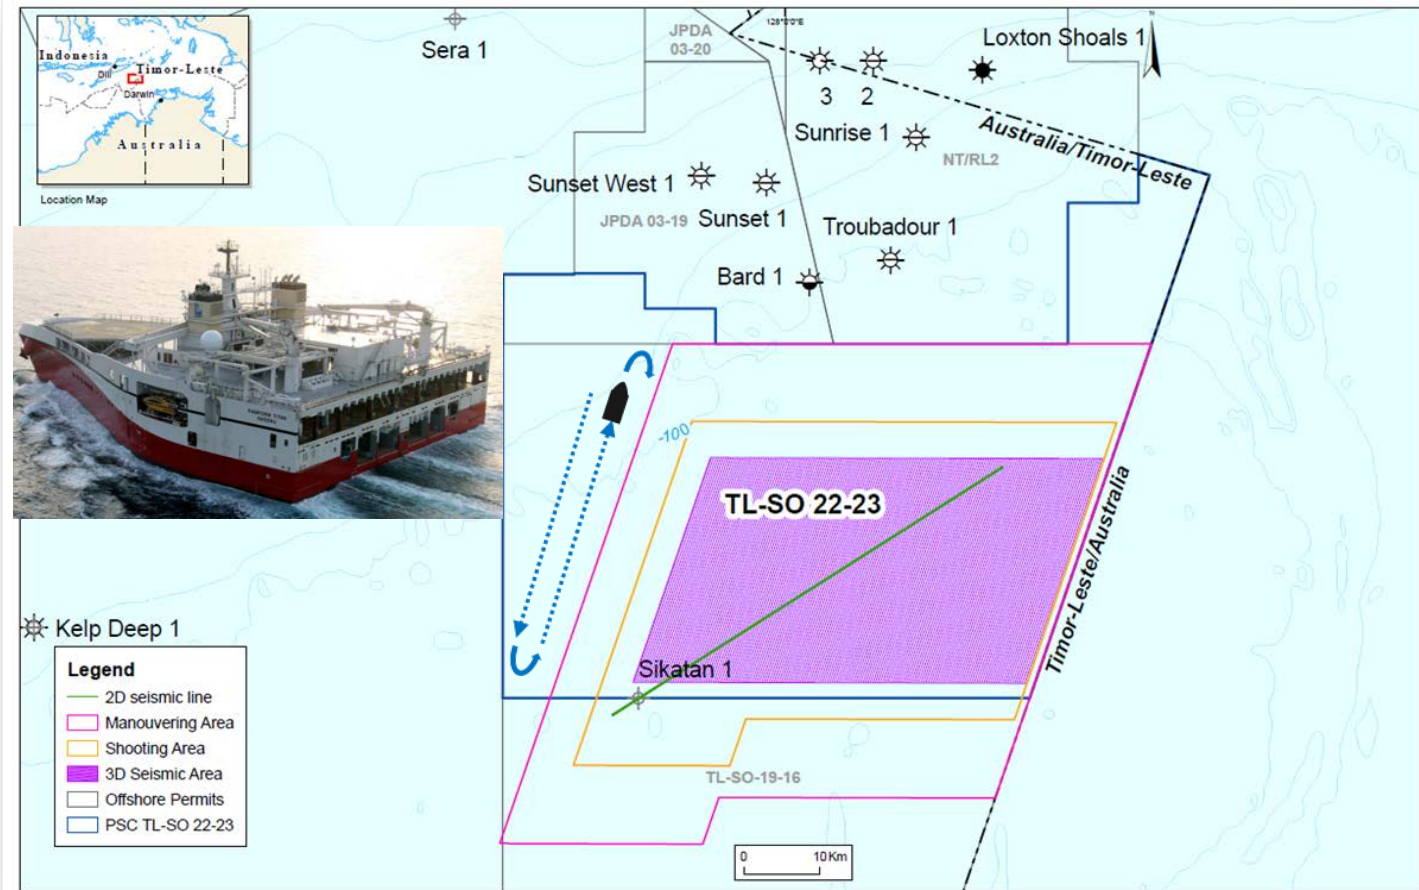 Indonesia
Timor-Leste
Dili
Darwin
Australia
Location Map
Sera 1
JPDA
03-20
128°0'0"E
N
Loxton Shoals 1
3
2
Sunrise 1
Australia/Timor-Leste
NT/RL2
Sunset West 1
JPDA 03-19
Sunset 1
Troubadour 1
Bard 1
-100
TL-SO 22-23
Timor-Leste/Australia
Kelp Deep 1
Sikatan 1
Legend
2D seismic line
Manouvering Area
Shooting Area
3D Seismic Area
Offshore Permits
PSC TL-SO 22-23
TL-SO-19-16
0
10 Km